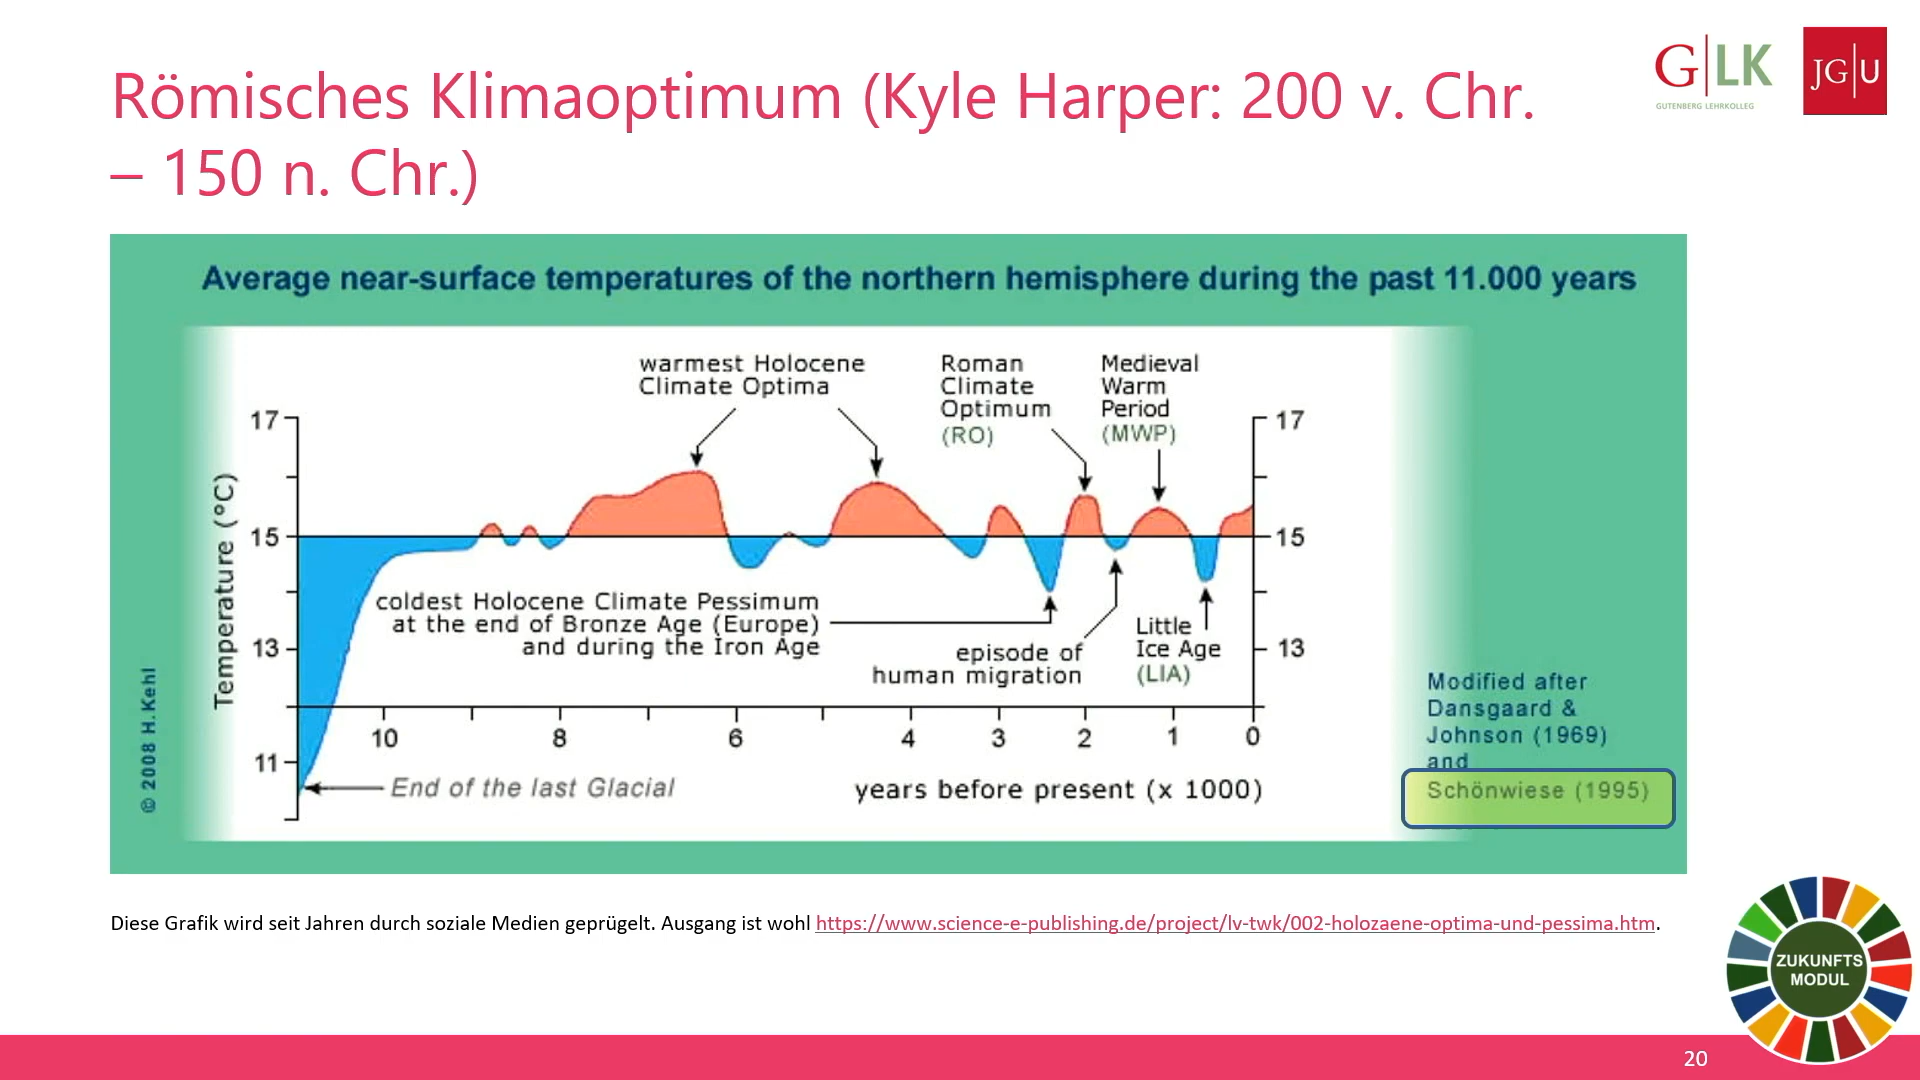 Römisches Klimaoptimum (Kyle Harper: 200 v. Chr.
– 150 n. Chr.)
G|LK
GUTENBERG LEHRKOLLEG
JG|U
Average near-surface temperatures of the northern hemisphere during the past 11.000 years
warmest Holocene
Climate Optima
Roman
Climate
Optimum
(RO)
Medieval
Warm
Period
(MWP)
17
15
13
11
Temperature (°C)
17
15
13
coldest Holocene Climate Pessimum
at the end of Bronze Age (Europe)
and during the Iron Age
episode of
human migration
Little
Ice Age
(LIA)
10
8
6
4
3
2
1
0
End of the last Glacial
years before present (x 1000)
© 2008 H.Kehl
Modified after
Dansgaard &
Johnson (1969)
and
Schönwiese (1995)
Diese Grafik wird seit Jahren durch soziale Medien geprügelt. Ausgang ist wohl https://www.science-e-publishing.de/project/lv-twk/002-holozaene-optima-und-pessima.htm.
ZUKUNFTS
MODUL
20